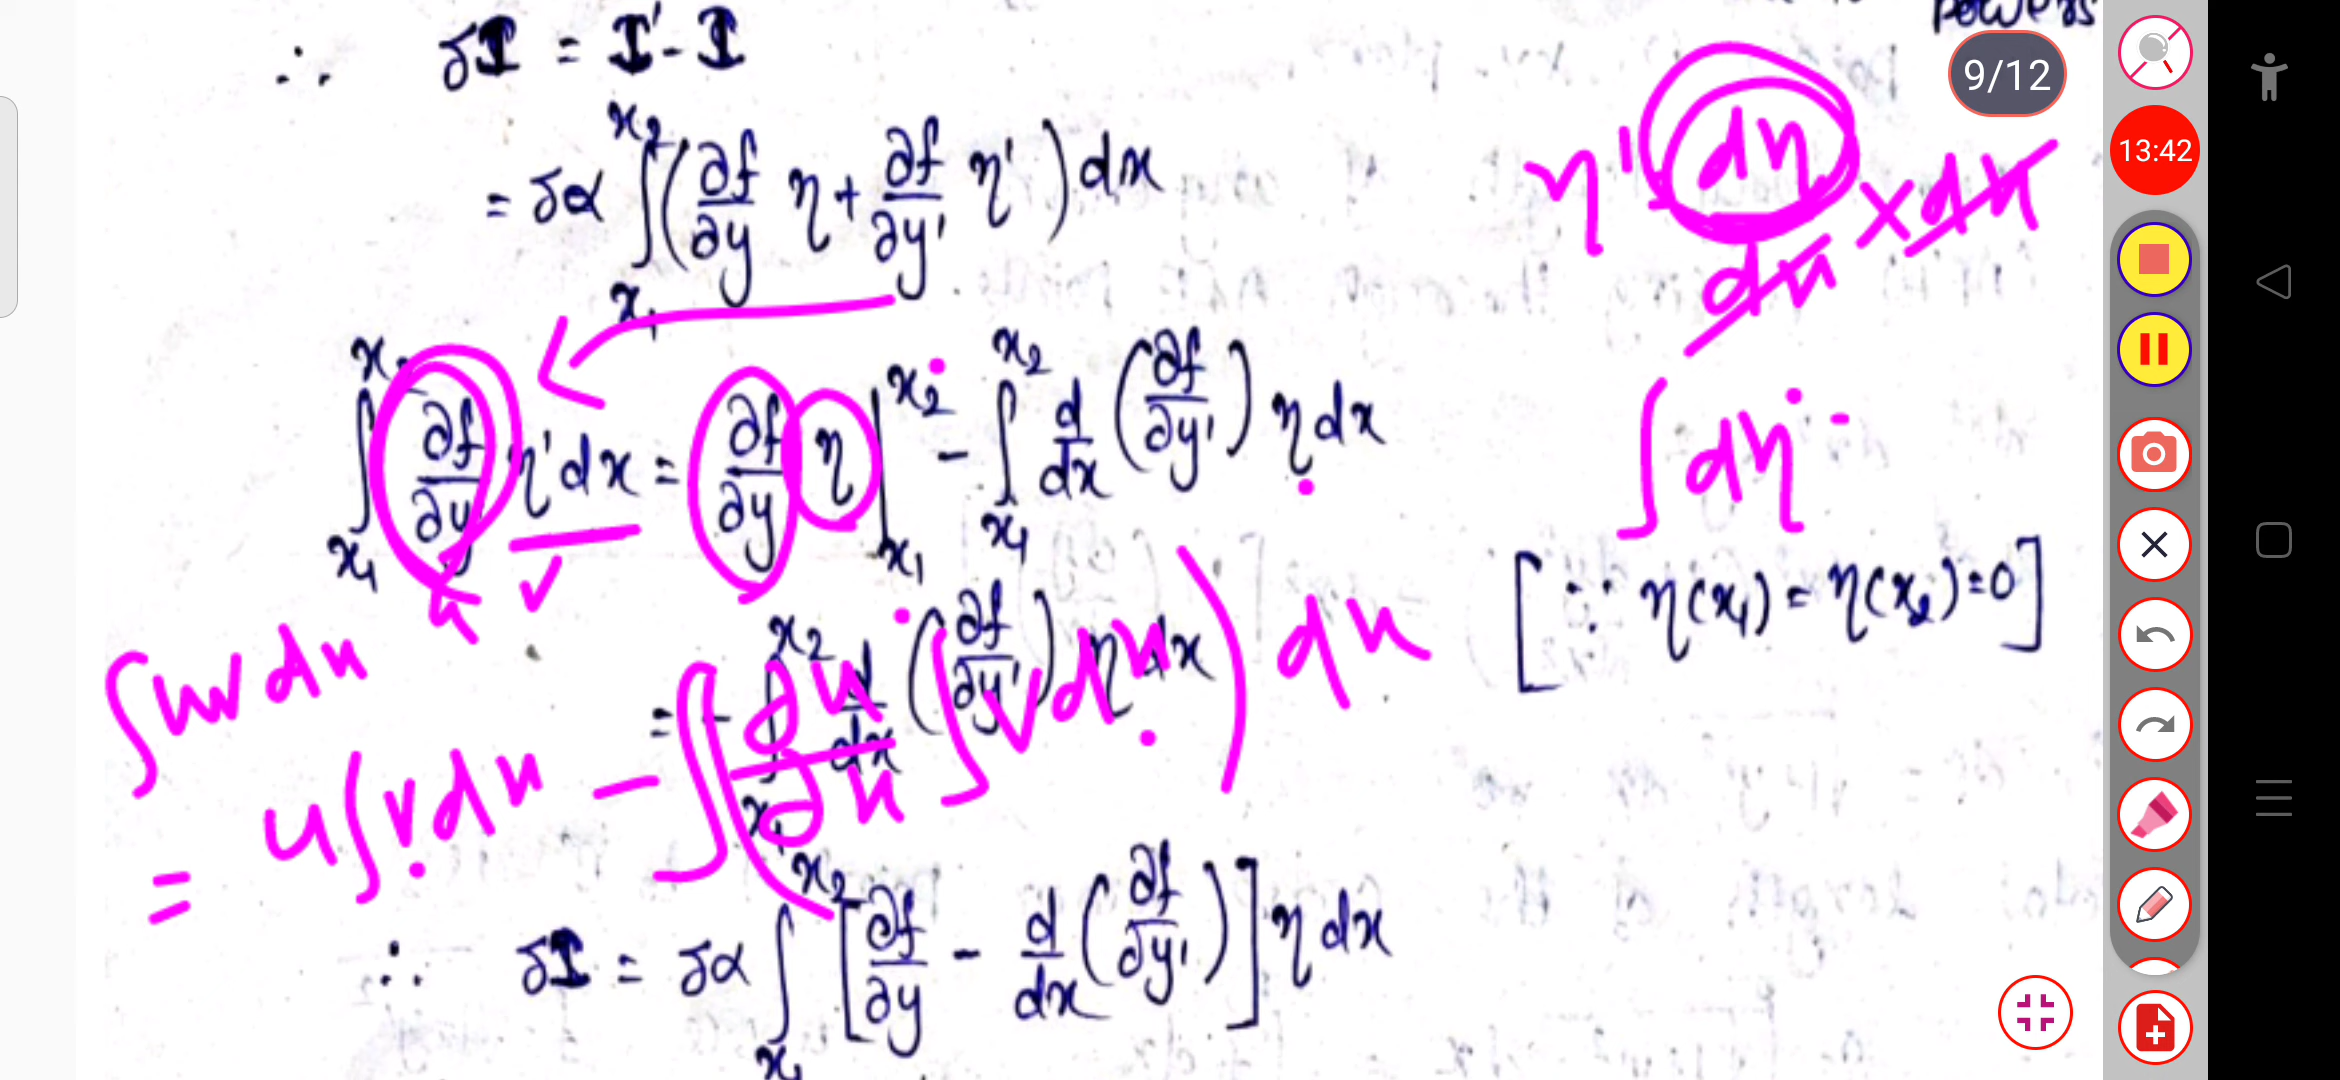 powers
∴ δI = I' - I
9/12
= δα ∫_{x₁}^{x₂} (∂f/∂y η + ∂f/∂y' η') dx
η' dη/dx × dx
13:42
∫_{x₁}^{x₂} ∂f/∂y' η' dx = ∂f/∂y' η |_{x₁}^{x₂} - ∫_{x₁}^{x₂} d/dx (∂f/∂y') η dx
∫ dη =
= - ∫_{x₁}^{x₂} d/dx (∂f/∂y') η dx [∵ η(x₁) = η(x₂) = 0]
∫ uv dx
= u ∫ v dx - ∫ (∂u/∂x ∫ v dx) dx
∴ δI = δα ∫_{x₁}^{x₂} [∂f/∂y - d/dx (∂f/∂y')] η dx